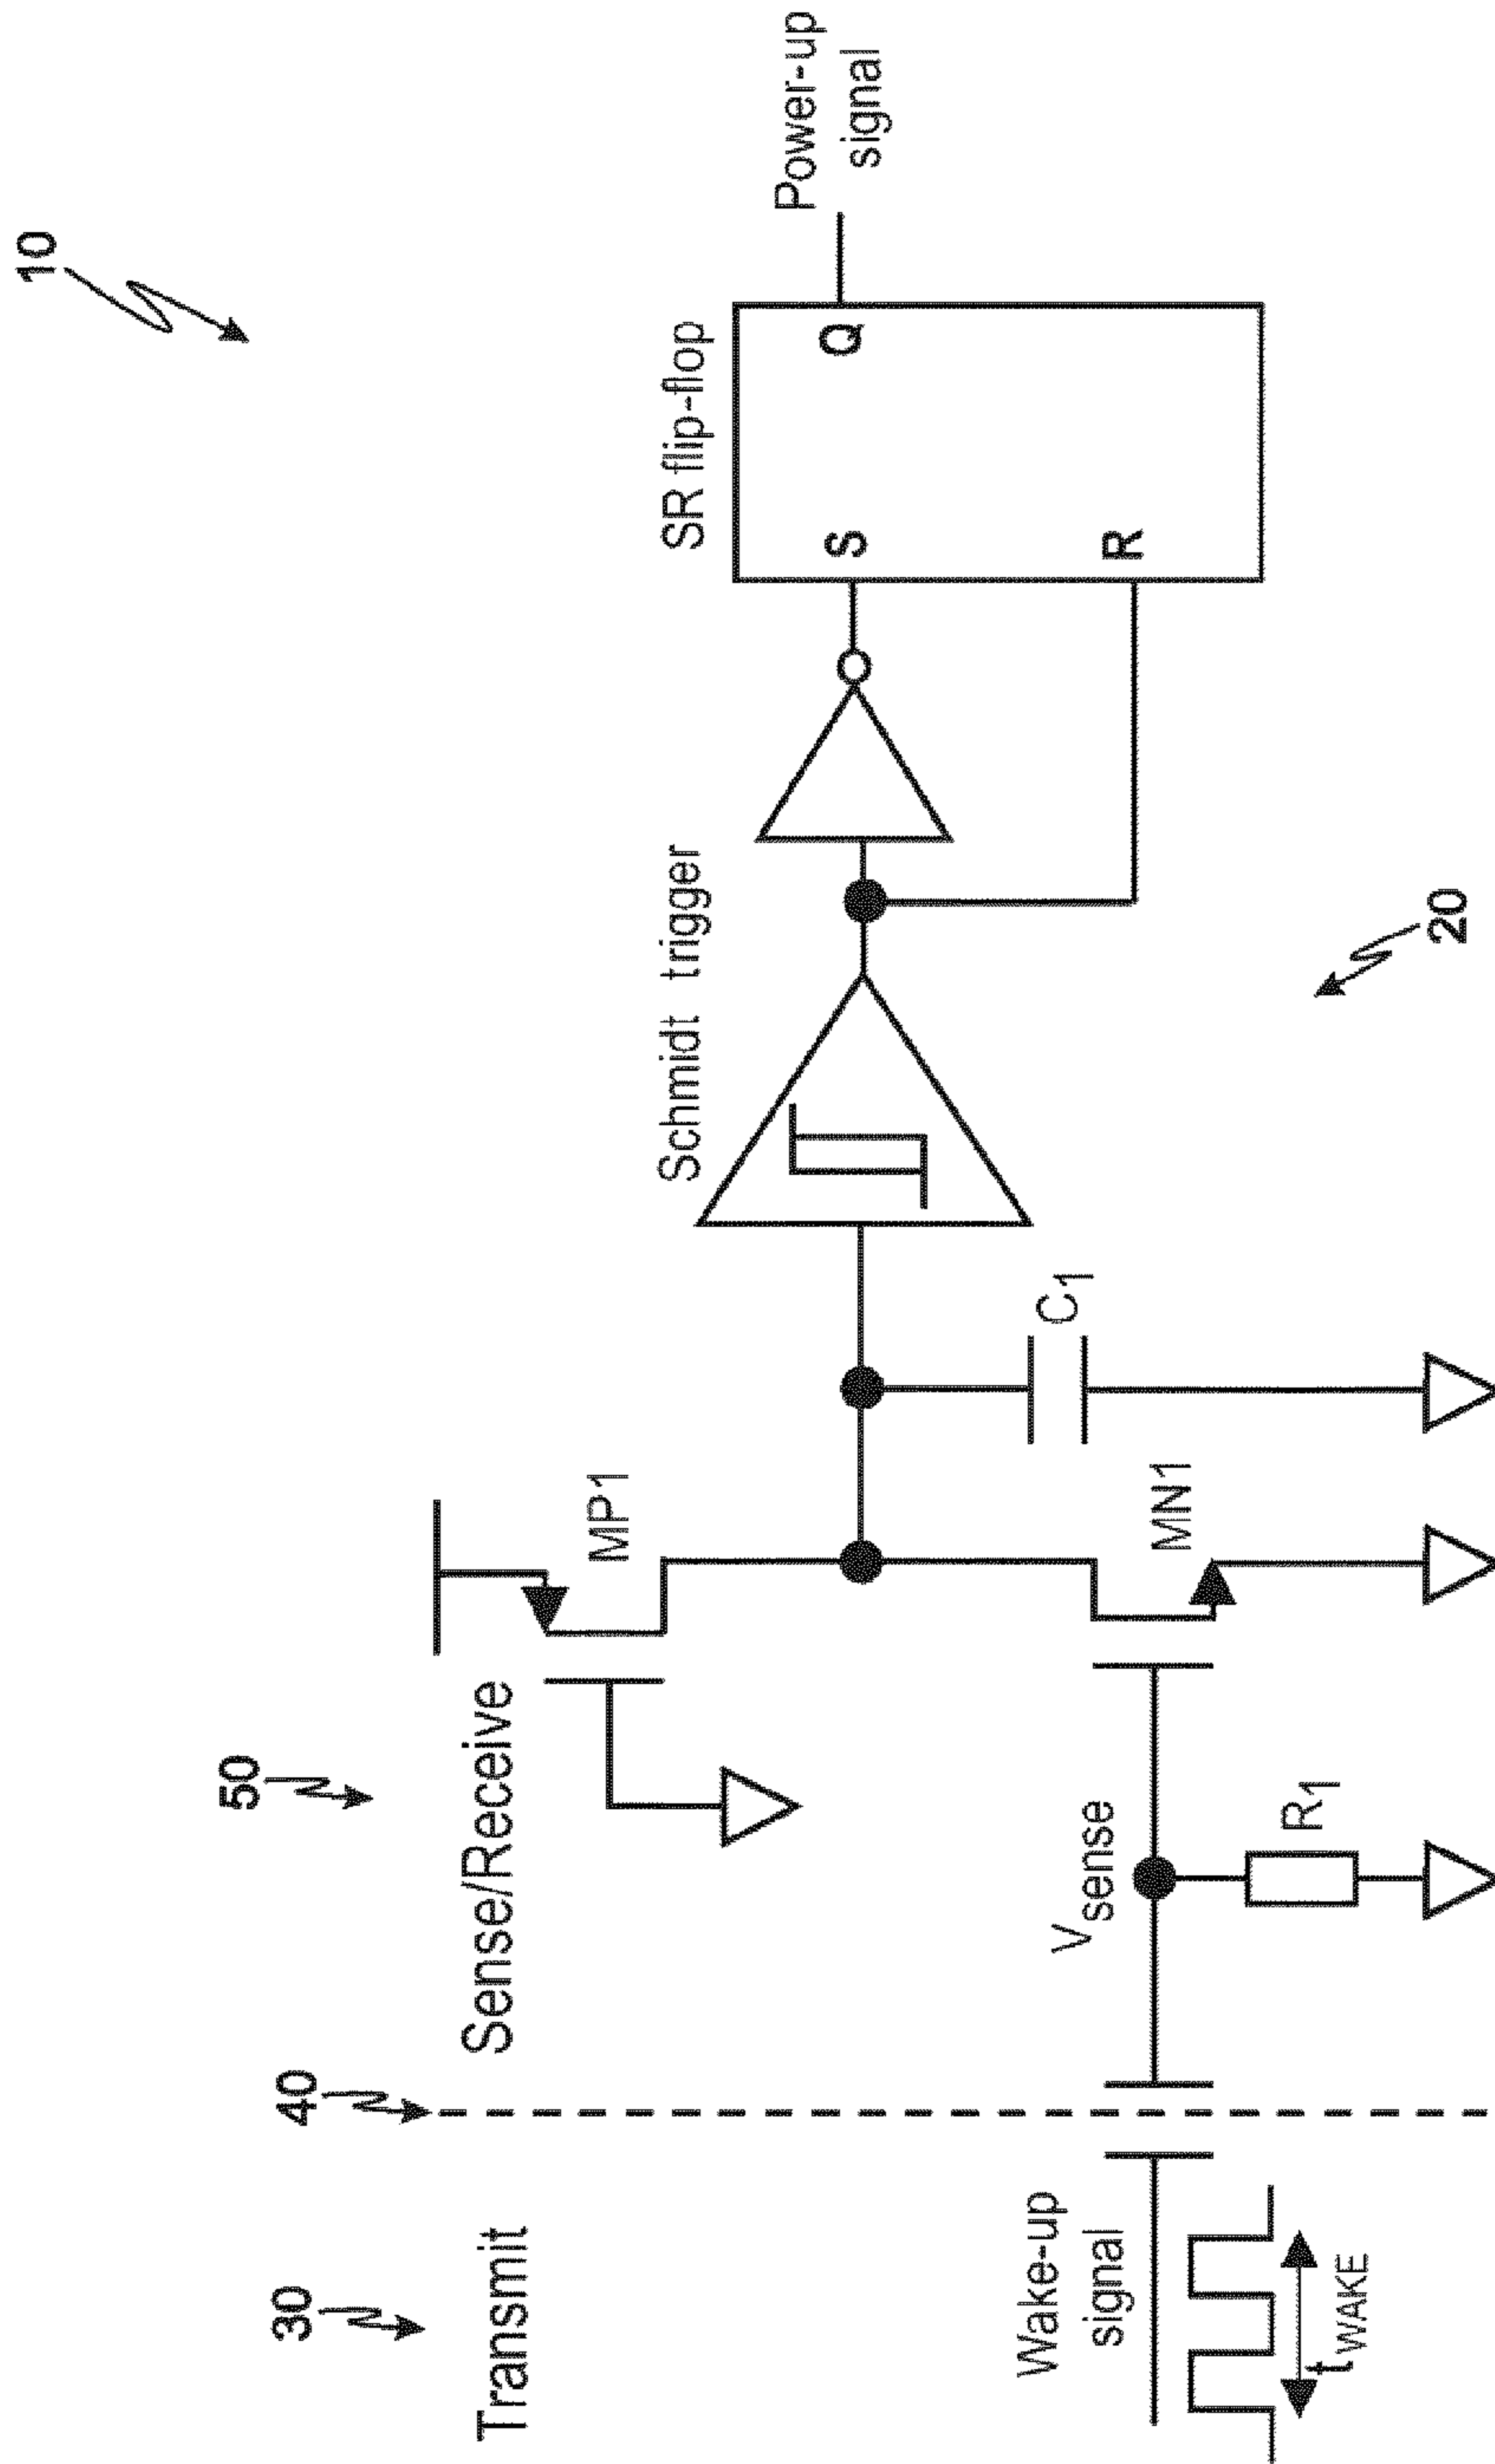 10
Power-up
signal
SR flip-flop
S
Q
R
Schmidt trigger
20
C1
MP1
MN1
50
Sense/Receive
Vsense
R1
40
30
Transmit
Wake-up
signal
tWAKE